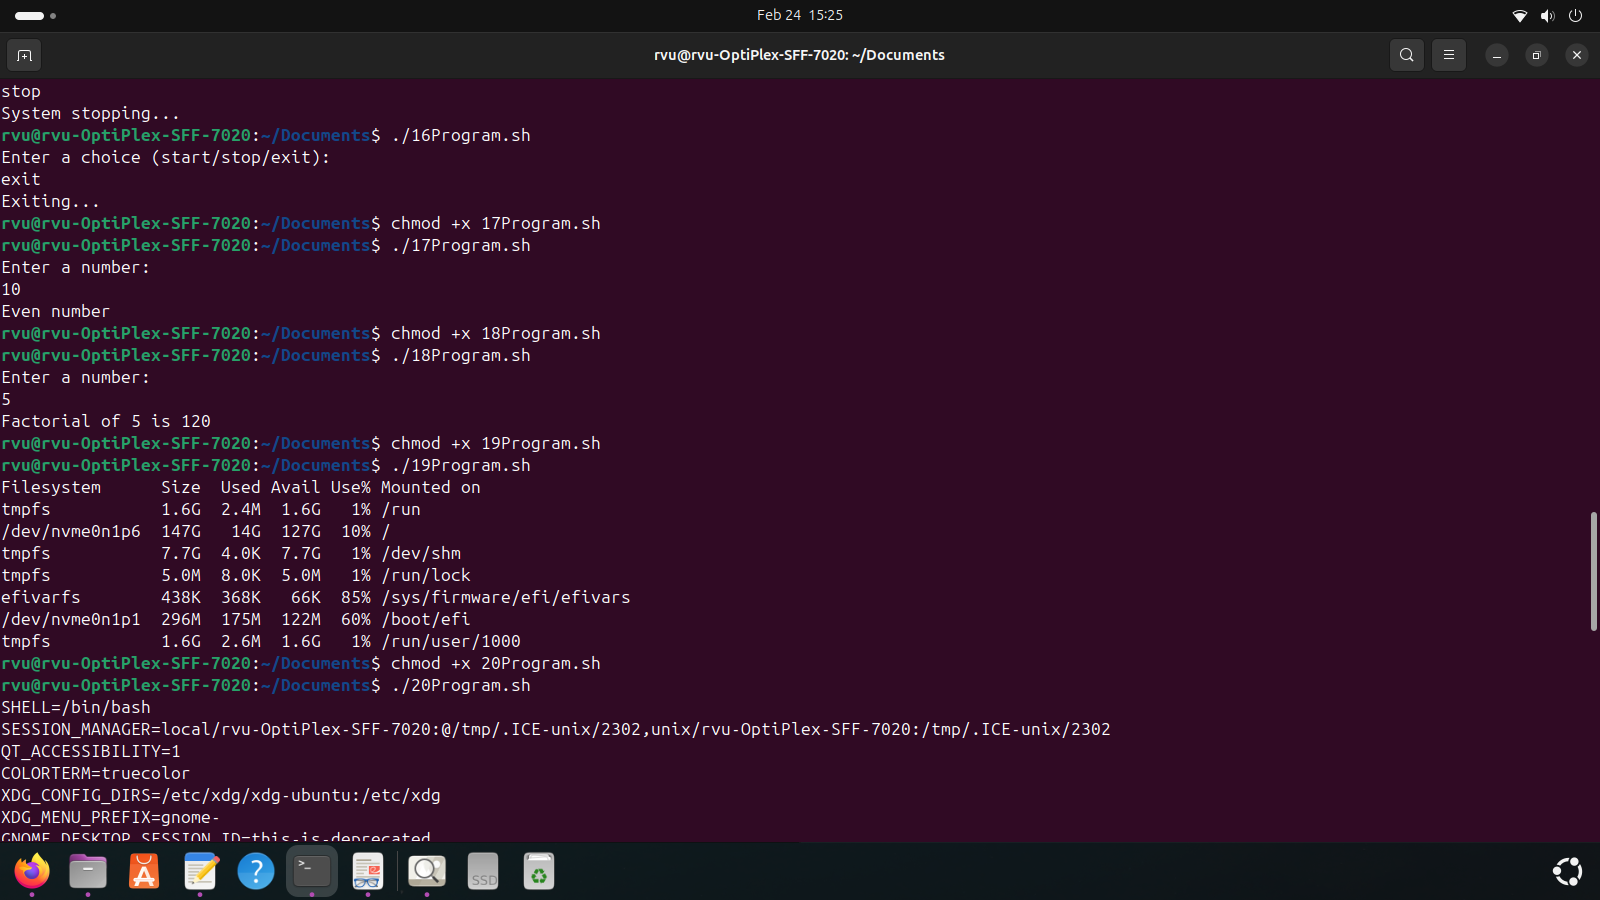 Feb 24 15:25
rvu@rvu-OptiPlex-SFF-7020: ~/Documents
stop
System stopping...
rvu@rvu-OptiPlex-SFF-7020:~/Documents$ ./16Program.sh
Enter a choice (start/stop/exit):
exit
Exiting...
rvu@rvu-OptiPlex-SFF-7020:~/Documents$ chmod +x 17Program.sh
rvu@rvu-OptiPlex-SFF-7020:~/Documents$ ./17Program.sh
Enter a number:
10
Even number
rvu@rvu-OptiPlex-SFF-7020:~/Documents$ chmod +x 18Program.sh
rvu@rvu-OptiPlex-SFF-7020:~/Documents$ ./18Program.sh
Enter a number:
5
Factorial of 5 is 120
rvu@rvu-OptiPlex-SFF-7020:~/Documents$ chmod +x 19Program.sh
rvu@rvu-OptiPlex-SFF-7020:~/Documents$ ./19Program.sh
Filesystem      Size  Used Avail Use% Mounted on
tmpfs           1.6G  2.4M  1.6G   1% /run
/dev/nvme0n1p6  147G   14G  127G  10% /
tmpfs           7.7G  4.0K  7.7G   1% /dev/shm
tmpfs           5.0M  8.0K  5.0M   1% /run/lock
efivarfs        438K  368K   66K  85% /sys/firmware/efi/efivars
/dev/nvme0n1p1  296M  175M  122M  60% /boot/efi
tmpfs           1.6G  2.6M  1.6G   1% /run/user/1000
rvu@rvu-OptiPlex-SFF-7020:~/Documents$ chmod +x 20Program.sh
rvu@rvu-OptiPlex-SFF-7020:~/Documents$ ./20Program.sh
SHELL=/bin/bash
SESSION_MANAGER=local/rvu-OptiPlex-SFF-7020:@/tmp/.ICE-unix/2302,unix/rvu-OptiPlex-SFF-7020:/tmp/.ICE-unix/2302
QT_ACCESSIBILITY=1
COLORTERM=truecolor
XDG_CONFIG_DIRS=/etc/xdg/xdg-ubuntu:/etc/xdg
XDG_MENU_PREFIX=gnome-
GNOME_DESKTOP_SESSION_ID=this-is-deprecated
SSD